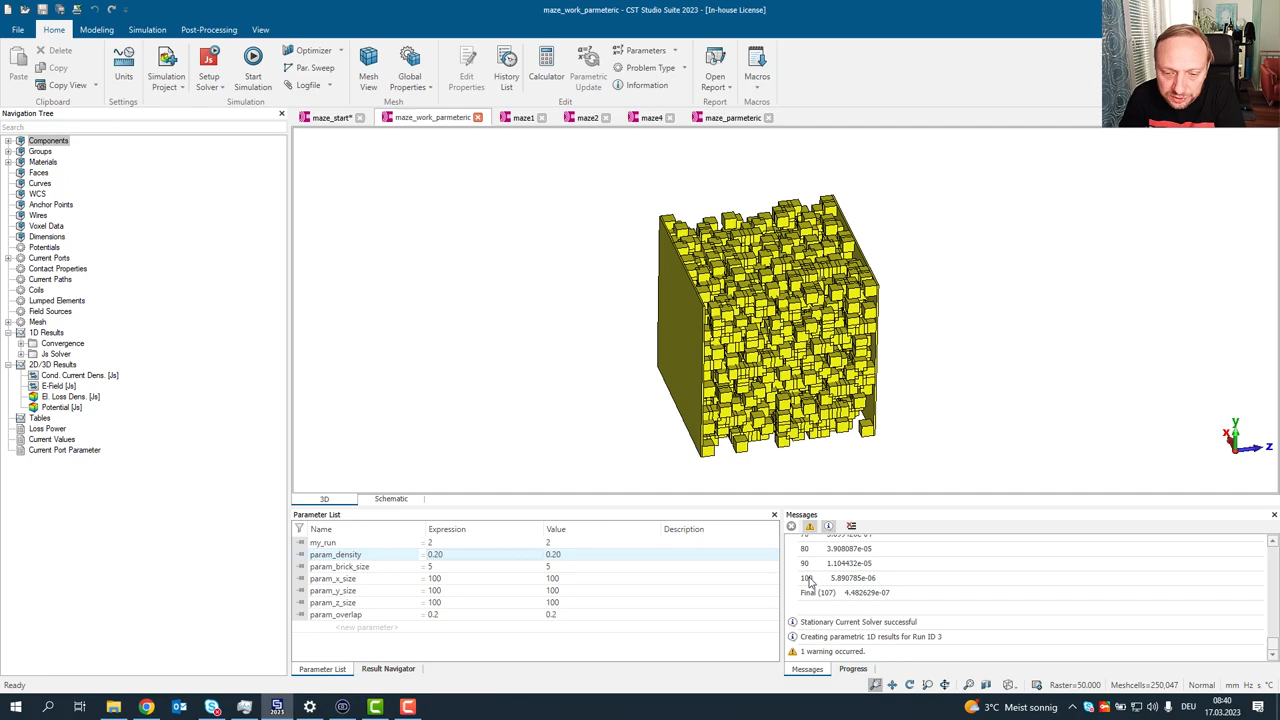 maze_work_parmeteric - CST Studio Suite 2023 - [In-house License]
File Home Modeling Simulation Post-Processing View
Paste
Delete
Copy
Copy View
Clipboard
Units
Settings
Simulation Project
Setup Solver
Start Simulation
Optimizer
Par. Sweep
Logfile
Simulation
Mesh View
Global Properties
Mesh
Edit Properties
History List
Calculator
Parametric Update
Parameters
Problem Type
Information
Edit
Open Report
Report
Macros
Macros
Navigation Tree
Search
maze_start* maze_work_parmeteric maze1 maze2 maze4 maze_parmeteric
Components
Groups
Materials
Faces
Curves
WCS
Anchor Points
Wires
Voxel Data
Dimensions
Potentials
Current Ports
Contact Properties
Current Paths
Coils
Lumped Elements
Field Sources
Mesh
1D Results
Convergence
Js Solver
2D/3D Results
Cond. Current Dens. [Js]
E-Field [Js]
El. Loss Dens. [Js]
Potential [Js]
Tables
Loss Power
Current Values
Current Port Parameter
y
x
z
3D Schematic
Parameter List
Name Expression Value Description
my_run = 2 2
param_density = 0.20 0.20
param_brick_size = 5 5
param_x_size = 100 100
param_y_size = 100 100
param_z_size = 100 100
param_overlap = 0.2 0.2
<new parameter>
Parameter List Result Navigator
Messages
80 3.908087e-05
90 1.104432e-05
100 5.890785e-06
Final (107) 4.482629e-07
Stationary Current Solver successful
Creating parametric 1D results for Run ID 3
1 warning occurred.
Messages Progress
Ready
Raster=50.000 Meshcells=250,047 Normal mm Hz s °C
3°C Meist sonnig
08:40
17.03.2023